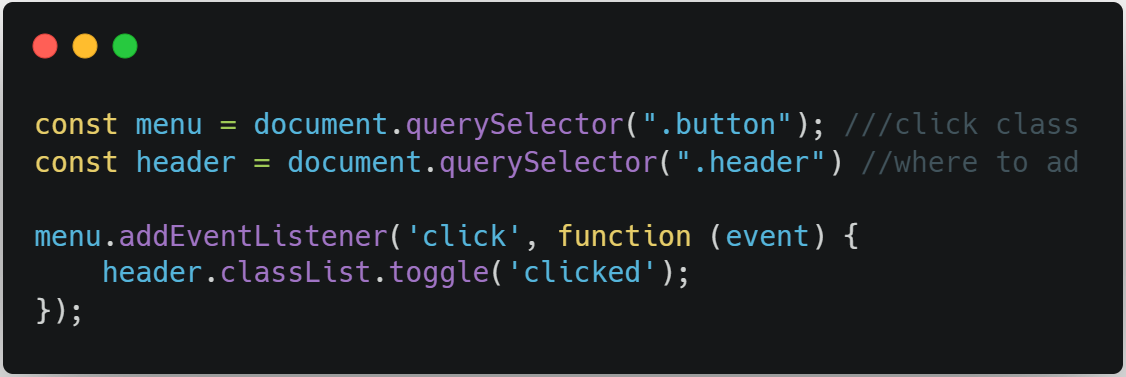 const menu = document.querySelector(".button"); ///click class
const header = document.querySelector(".header") //where to ad
menu.addEventListener('click', function (event) {
    header.classList.toggle('clicked');
});